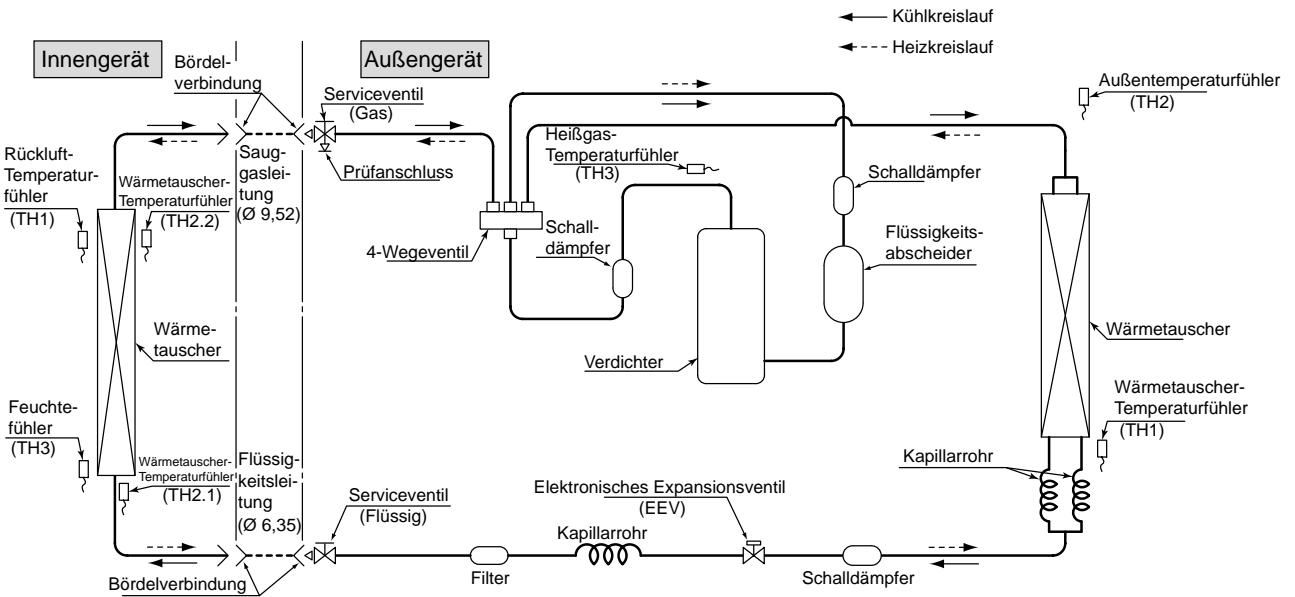 Kühlkreislauf
Heizkreislauf
Innengerät
Bördel-
verbindung
Außengerät
Serviceventil
(Gas)
Prüfanschluss
Außentemperaturfühler
(TH2)
Rückluft-
Temperatur-
fühler
(TH1)
Wärmetauscher-
Temperaturfühler
(TH2.2)
Saug-
gasleitung
(Ø 9,52)
Heißgas-
Temperaturfühler
(TH3)
Schalldämpfer
4-Wegeventil
Schall-
dämpfer
Flüssigkeits-
abscheider
Wärme-
tauscher
Verdichter
Wärmetauscher
Feuchte-
fühler
(TH3)
Wärmetauscher-
Temperaturfühler
(TH2.1)
Flüssig-
keitslei-
tung
(Ø 6,35)
Serviceventil
(Flüssig)
Elektronisches Expansionsventil
(EEV)
Kapillarrohr
Wärmetauscher-
Temperaturfühler
(TH1)
Kapillarrohr
Bördelverbindung
Filter
Schalldämpfer